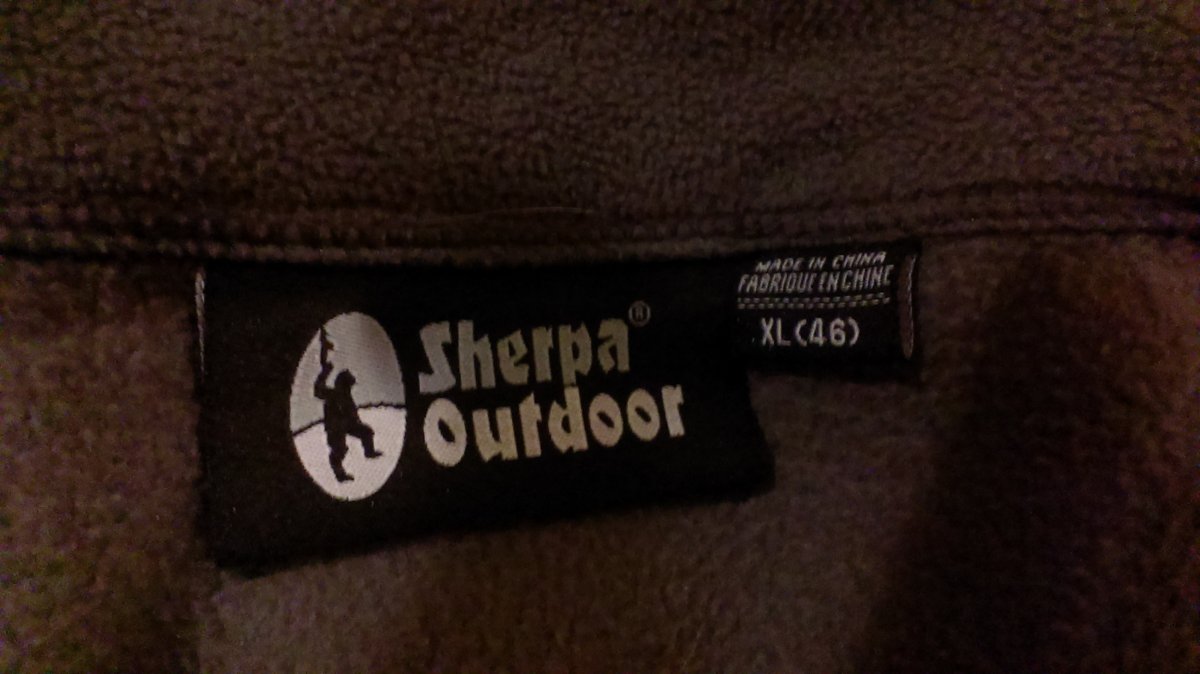 Sherpa®
Outdoor
MADE IN CHINA
FABRIQUE EN CHINE
XL(46)